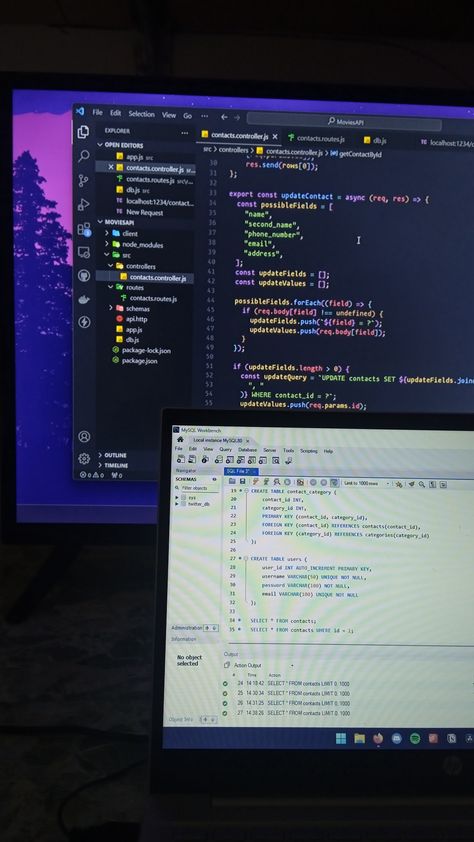 File Edit Selection View Go ... MoviesAPI
EXPLORER ...
OPEN EDITORS
app.js src
contacts.controller.js
contacts.routes.js
db.js src
localhost:1234/contact...
New Request
MOVIESAPI
client
node_modules
src
controllers
contacts.controller.js
routes
contacts.routes.js
schemas
api.http
app.js
db.js
package-lock.json
package.json
OUTLINE
TIMELINE
contacts.controller.js contacts.routes.js db.js localhost:1234/
src > controllers > contacts.controller.js > getContactById
30
31 res.send(rows[0]);
};
33 export const updateContact = async (req, res) => {
34 const possibleFields = [
35 "name",
36 "second_name",
37 "phone_number",
38 "email",
39 "address",
40 ];
41 const updateFields = [];
42 const updateValues = [];
43
44 possibleFields.forEach((field) => {
45 if (req.body[field] !== undefined) {
46 updateFields.push(`${field} = ?`);
47 updateValues.push(req.body[field]);
48 }
49 });
50
51 if (updateFields.length > 0) {
52 const updateQuery = `UPDATE contacts SET ${updateFields.join
53 ", "
54 )} WHERE contact_id = ?`;
55 updateValues.push(req.params.id);
MySQL Workbench
Local instance MySQL80
File Edit View Query Database Server Tools Scripting Help
Navigator
SCHEMAS
Filter objects
sys
twitter_db
Administration
Information
No object
selected
Object Info
SQL File 3*
Limit to 1000 rows
19 CREATE TABLE contact_category (
20 contact_id INT,
21 category_id INT,
22 PRIMARY KEY (contact_id, category_id),
23 FOREIGN KEY (contact_id) REFERENCES contacts(contact_id),
24 FOREIGN KEY (category_id) REFERENCES categories(category_id)
25 );
26
27 CREATE TABLE users (
28 user_id INT AUTO_INCREMENT PRIMARY KEY,
29 username VARCHAR(50) UNIQUE NOT NULL,
30 password VARCHAR(100) NOT NULL,
31 email VARCHAR(100) UNIQUE NOT NULL
32 );
33
34 SELECT * FROM contacts;
35 SELECT * FROM contacts WHERE id = 2;
Output
Action Output
# Time Action
24 14:18:42 SELECT * FROM contacts LIMIT 0, 1000
25 14:30:34 SELECT * FROM contacts LIMIT 0, 1000
26 14:31:25 SELECT * FROM contacts LIMIT 0, 1000
27 14:38:26 SELECT * FROM contacts LIMIT 0, 1000
hp